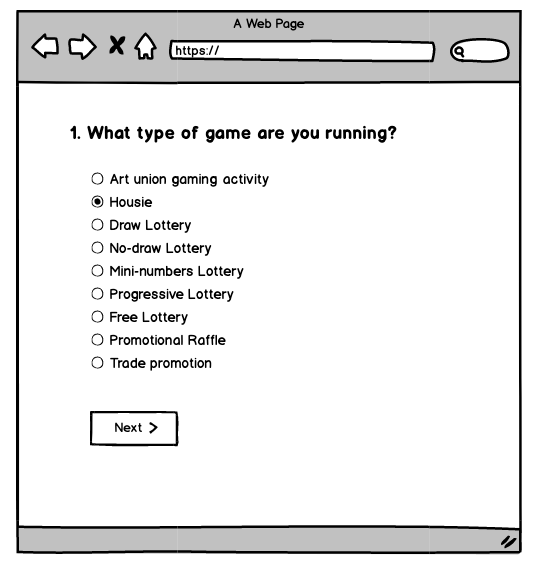 A Web Page
https://
1. What type of game are you running?
Art union gaming activity
Housie
Draw Lottery
No-draw Lottery
Mini-numbers Lottery
Progressive Lottery
Free Lottery
Promotional Raffle
Trade promotion
Next